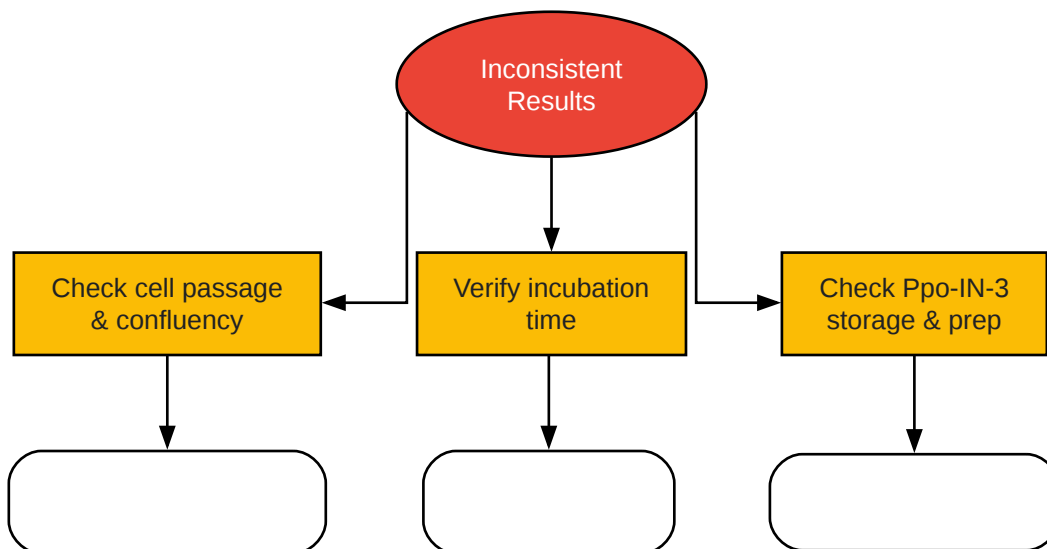 Inconsistent
Results
Check cell passage
& confluency
Verify incubation
time
Check Ppo-IN-3
storage & prep